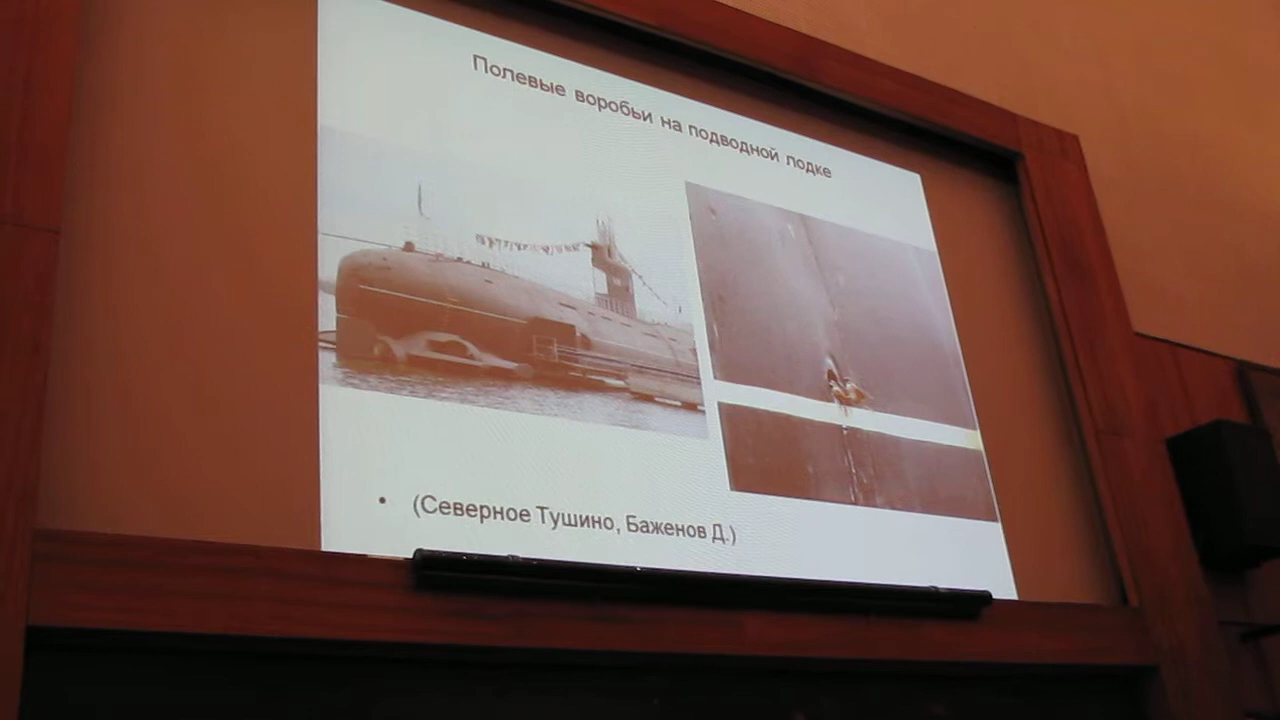 Полевые воробьи на подводной лодке
• (Северное Тушино, Баженов Д.)